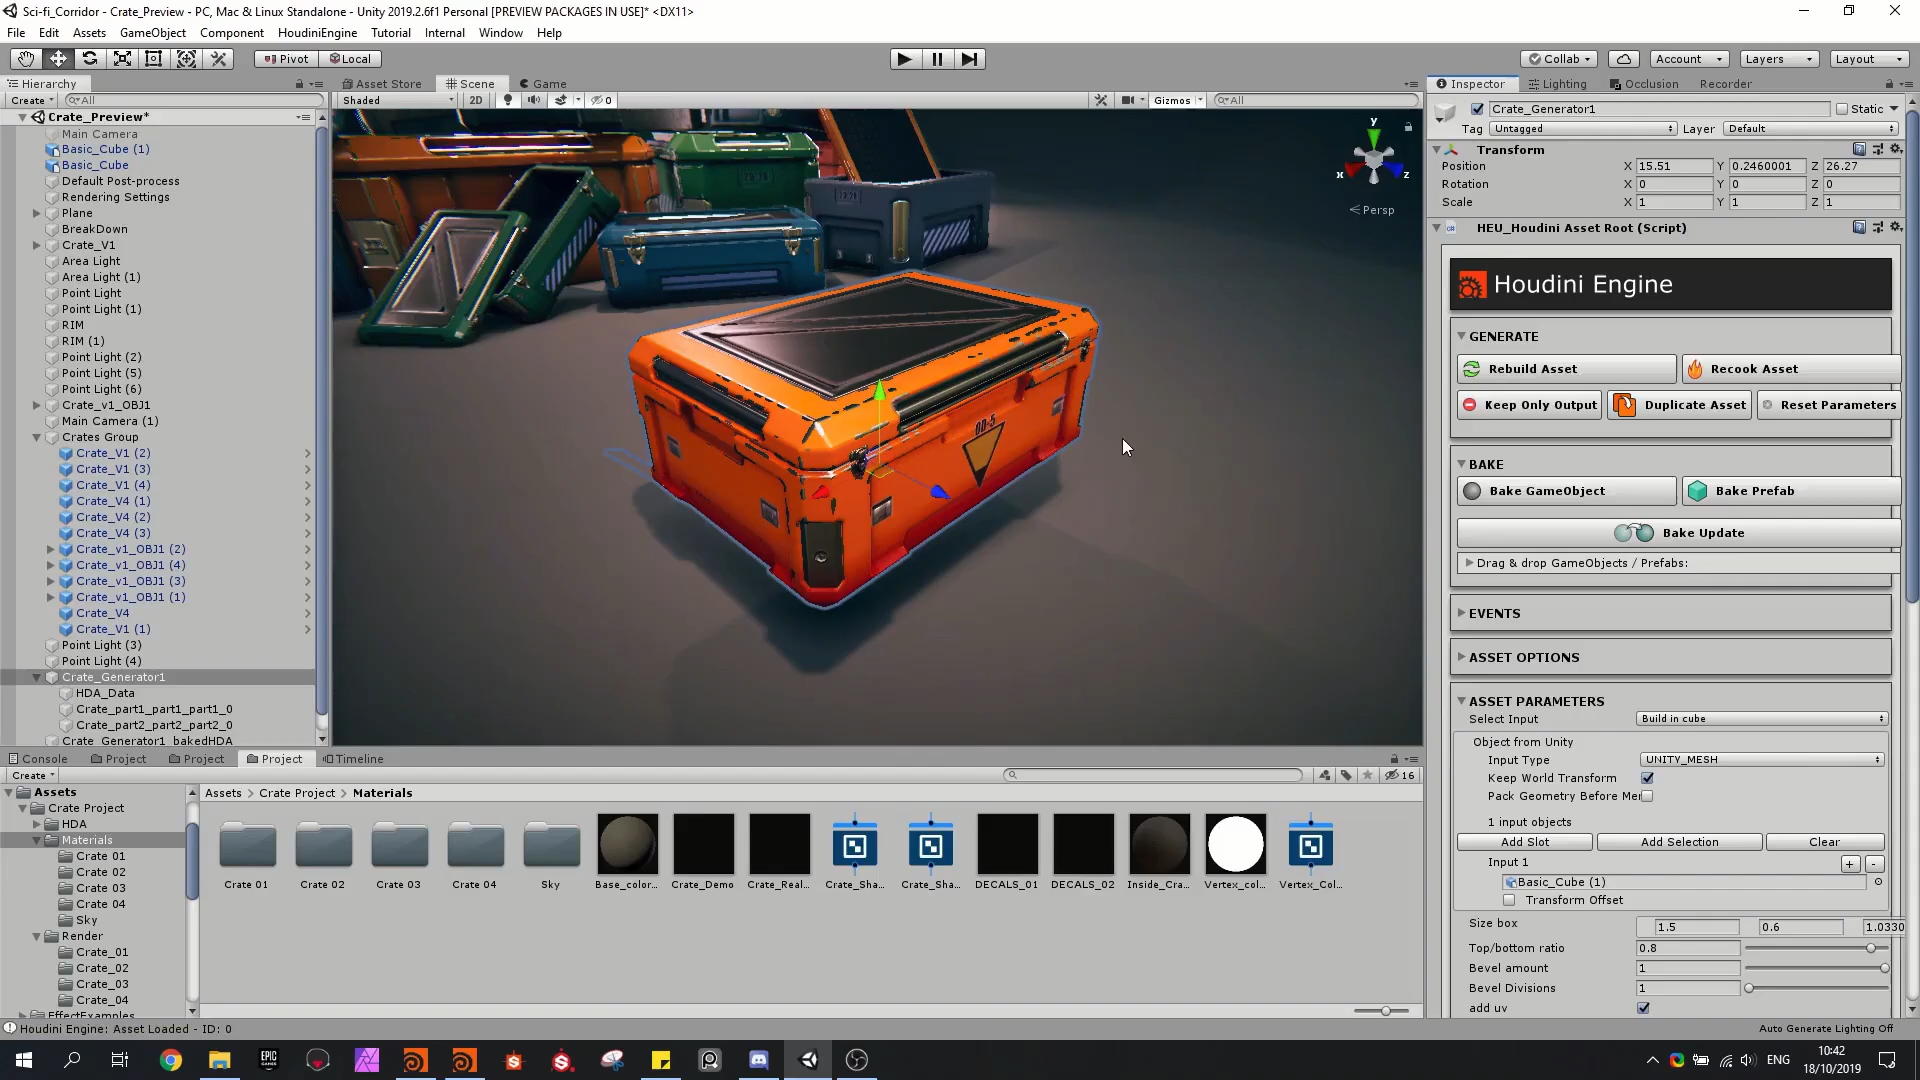 Sci-fi_Corridor - Crate_Preview - PC, Mac & Linux Standalone - Unity 2019.2.6f1 Personal [PREVIEW PACKAGES IN USE]* <DX11>
File Edit Assets GameObject Component HoudiniEngine Tutorial Internal Window Help
Pivot Local Collab Account Layers Layout
Hierarchy
Create All
Crate_Preview*
Main Camera
Basic_Cube (1)
Basic_Cube
Default Post-process
Rendering Settings
Plane
BreakDown
Crate_V1
Area Light
Area Light (1)
Point Light
Point Light (1)
RIM
RIM (1)
Point Light (2)
Point Light (5)
Point Light (6)
Crate_v1_OBJ1
Main Camera (1)
Crates Group
Crate_V1 (2)
Crate_V1 (3)
Crate_V1 (4)
Crate_V4 (1)
Crate_V4 (2)
Crate_V4 (3)
Crate_v1_OBJ1 (2)
Crate_v1_OBJ1 (4)
Crate_v1_OBJ1 (3)
Crate_v1_OBJ1 (1)
Crate_V4
Crate_V1 (1)
Point Light (3)
Point Light (4)
Crate_Generator1
HDA_Data
Crate_part1_part1_part1_0
Crate_part2_part2_part2_0
Crate_Generator1_bakedHDA
Asset Store Scene Game
Shaded 2D 0 Gizmos All
y
x z
Persp
OD-5
Inspector Lighting Occlusion Recorder
Crate_Generator1 Static
Tag Untagged Layer Default
Transform
Position X 15.51 Y 0.2460001 Z 26.27
Rotation X 0 Y 0 Z 0
Scale X 1 Y 1 Z 1
HEU_Houdini Asset Root (Script)
Houdini Engine
GENERATE
Rebuild Asset Recook Asset
Keep Only Output Duplicate Asset Reset Parameters
BAKE
Bake GameObject Bake Prefab
Bake Update
Drag & drop GameObjects / Prefabs:
EVENTS
ASSET OPTIONS
ASSET PARAMETERS
Select Input Build in cube
Object from Unity
Input Type UNITY_MESH
Keep World Transform
Pack Geometry Before Mer
1 input objects
Add Slot Add Selection Clear
Input 1 + -
Basic_Cube (1)
Transform Offset
Size box 1.5 0.6 1.0330
Top/bottom ratio 0.8
Bevel amount 1
Bevel Divisions 1
add uv
Console Project Project Project Timeline
Create 16
Assets
Crate Project
HDA
Materials
Crate 01
Crate 02
Crate 03
Crate 04
Sky
Render
Crate_01
Crate_02
Crate_03
Crate_04
EffectExamples
Assets > Crate Project > Materials
Crate 01 Crate 02 Crate 03 Crate 04 Sky Base_color... Crate_Demo Crate_Real... Crate_Sha... Crate_Sha... DECALS_01 DECALS_02 Inside_Cra... Vertex_col... Vertex_Col...
Houdini Engine: Asset Loaded - ID: 0
Auto Generate Lighting Off
EPIC GAMES
ENG
10:42
18/10/2019